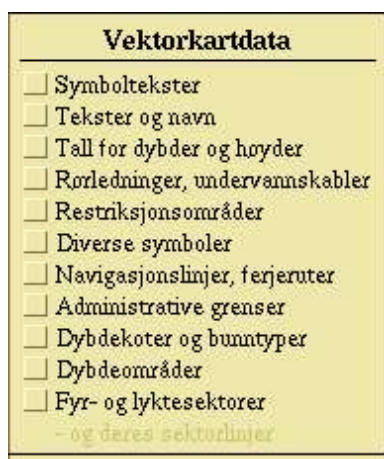 Vektorkartdata
Symboltekster
Tekster og navn
Tall for dybder og høyder
Rørledninger, undervannskabler
Restriksjonsområder
Diverse symboler
Navigasjonslinjer, ferjeruter
Administrative grenser
Dybdekoter og bunntyper
Dybdeområder
Fyr- og lyktesektorer
- og deres sektorlinjer